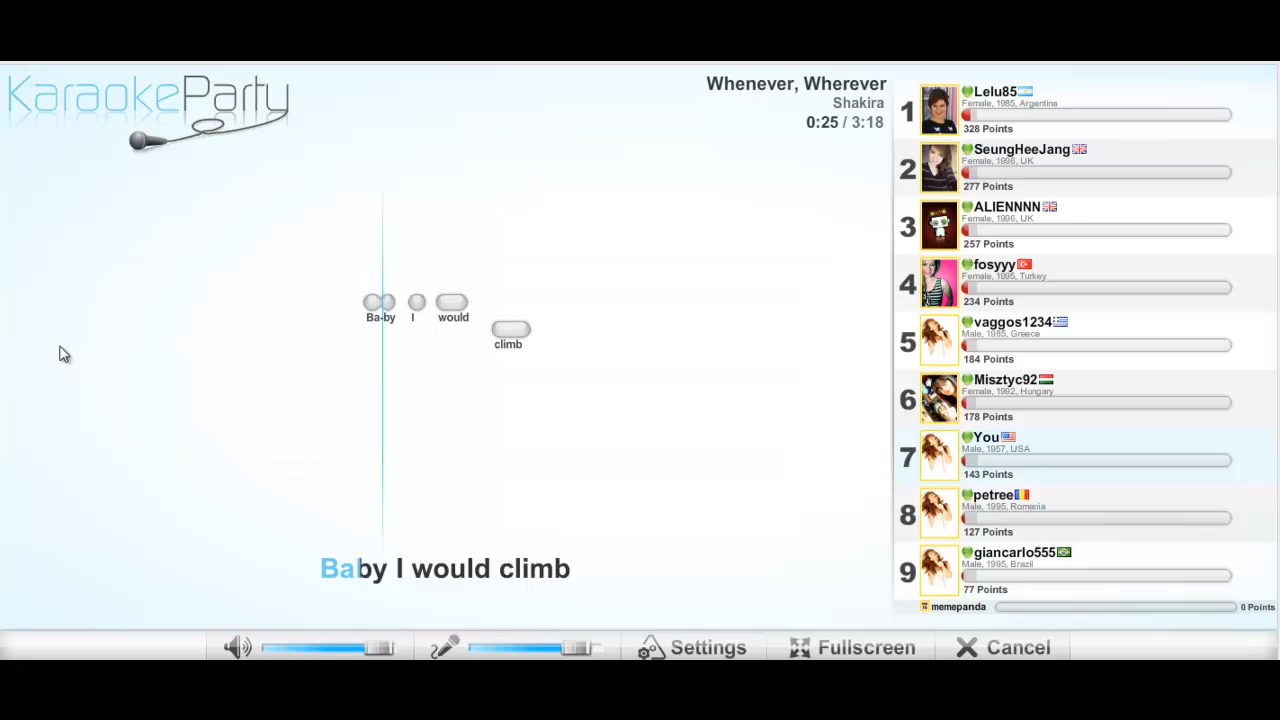 KaraokeParty
Whenever, Wherever
Shakira
0:25 / 3:18
Ba-by I would
climb
Baby I would climb
1 Lelu85
Female, 1985, Argentina
328 Points
2 SeungHeeJang
Female, 1996, UK
277 Points
3 ALIENNNN
Female, 1996, UK
257 Points
4 fosyyy
Female, 1995, Turkey
234 Points
5 vaggos1234
Male, 1985, Greece
184 Points
6 Misztyc92
Female, 1992, Hungary
178 Points
7 You
Male, 1957, USA
143 Points
8 petree
Male, 1995, Romania
127 Points
9 giancarlo555
Male, 1995, Brazil
77 Points
memepanda 0 Points
Settings Fullscreen Cancel